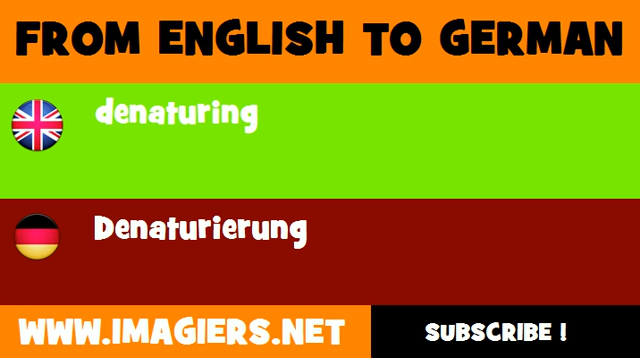 FROM ENGLISH TO GERMAN
denaturing
Denaturierung
WWW.IMAGIERS.NET
SUBSCRIBE !